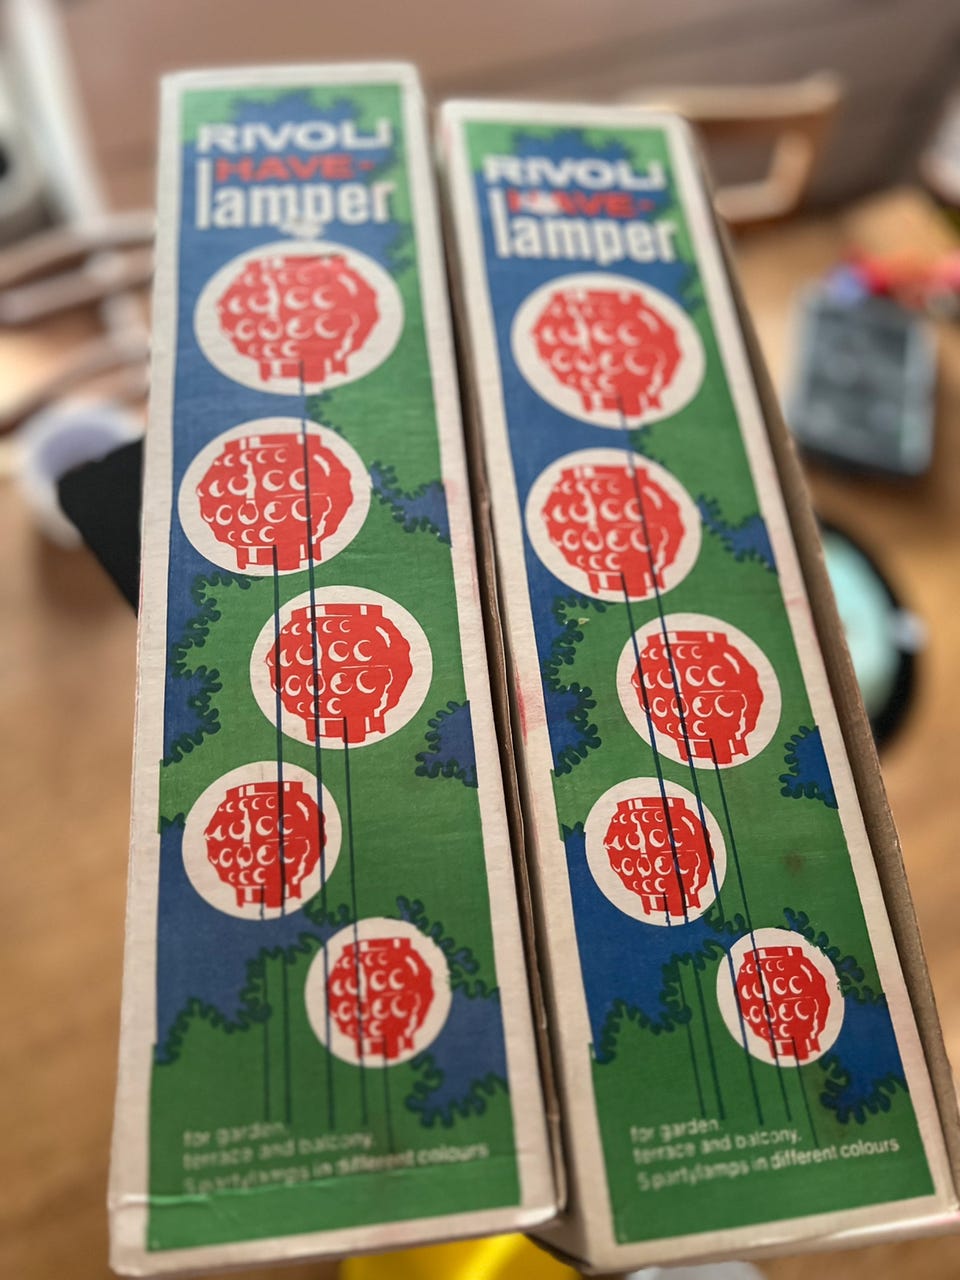 RIVOLI
HAVE-
lamper
for garden,
terrace and balcony.
5 partylamps in different colours
RIVOLI
HAVE-
lamper
for garden,
terrace and balcony.
5 partylamps in different colours